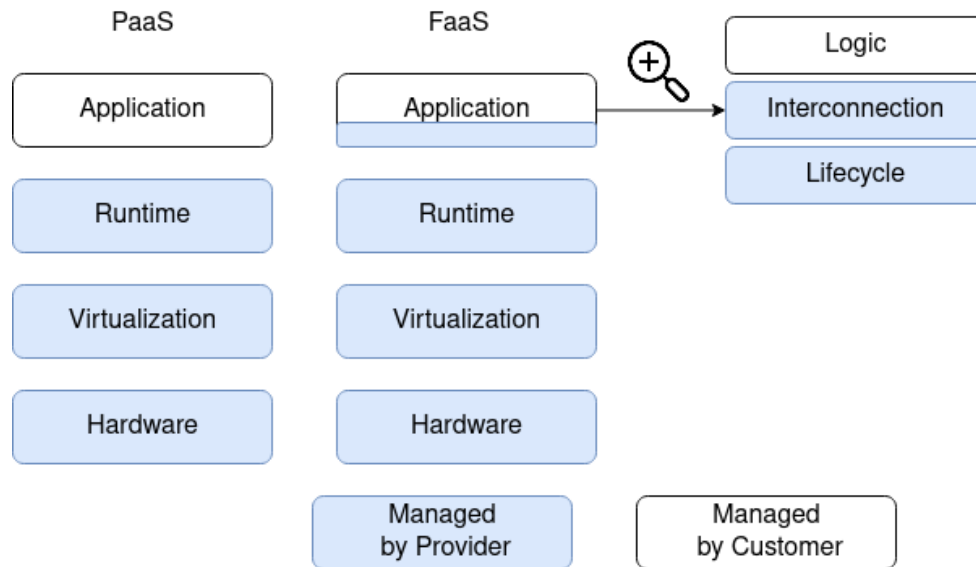 PaaS
FaaS
Application
Application
Logic
Interconnection
Lifecycle
Runtime
Runtime
Virtualization
Virtualization
Hardware
Hardware
Managed
by Provider
Managed
by Customer